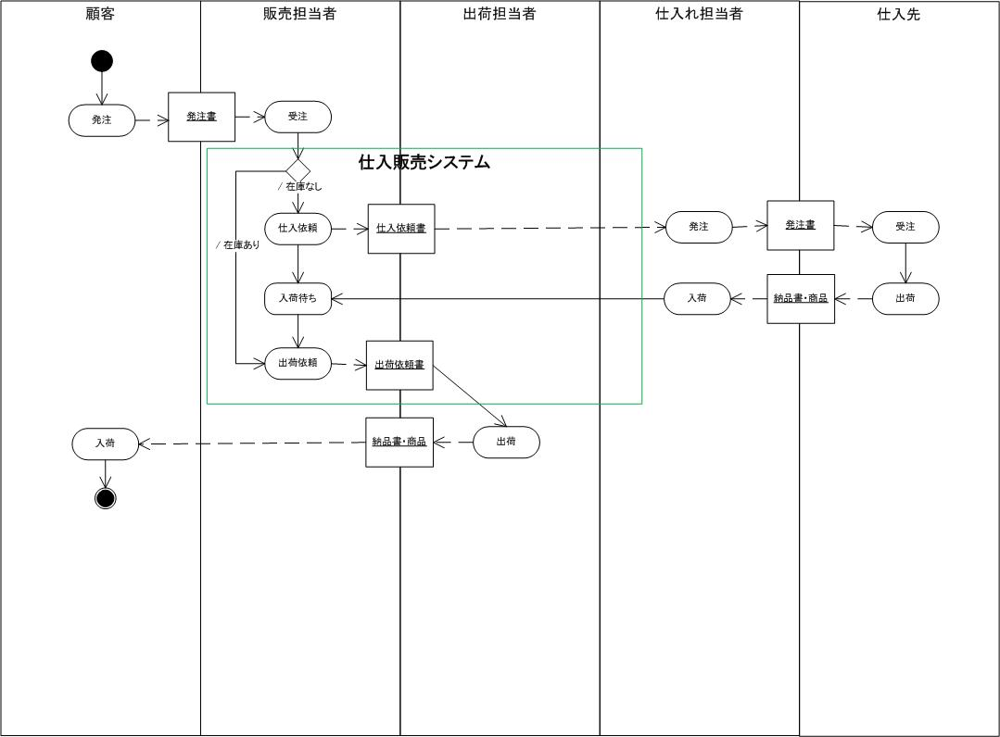 顧客
販売担当者
出荷担当者
仕入れ担当者
仕入先
発注
発注書
受注
仕入販売システム
/ 在庫なし
仕入依頼
仕入依頼書
発注
発注書
受注
/ 在庫あり
入荷待ち
入荷
納品書・商品
出荷
出荷依頼
出荷依頼書
入荷
納品書・商品
出荷